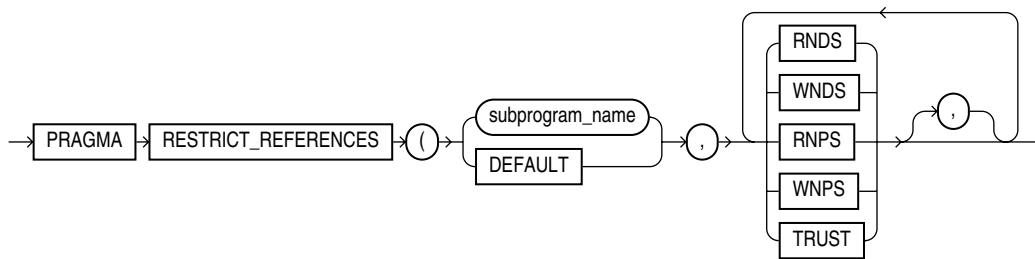 PRAGMA RESTRICT_REFERENCES ( subprogram_name , RNDS ,
DEFAULT WNDS
RNPS
WNPS
TRUST